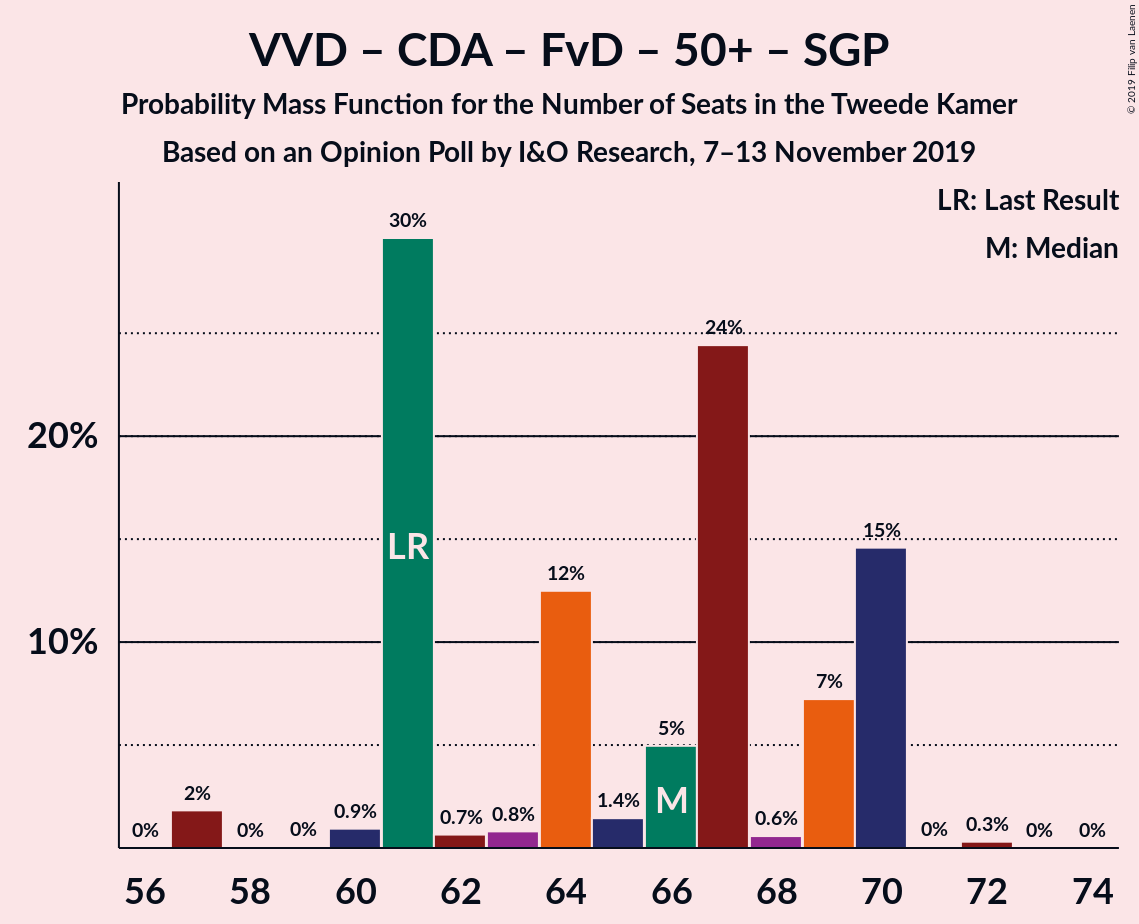 VVD – CDA – FvD – 50+ – SGP
Probability Mass Function for the Number of Seats in the Tweede Kamer
Based on an Opinion Poll by I&O Research, 7–13 November 2019
© 2019 Filip van Laenen
LR: Last Result
M: Median
20%
10%
0%
2%
0%
0%
0.9%
30%
LR
0.7%
0.8%
12%
1.4%
5%
M
24%
0.6%
7%
15%
0%
0.3%
0%
0%
56 58 60 62 64 66 68 70 72 74